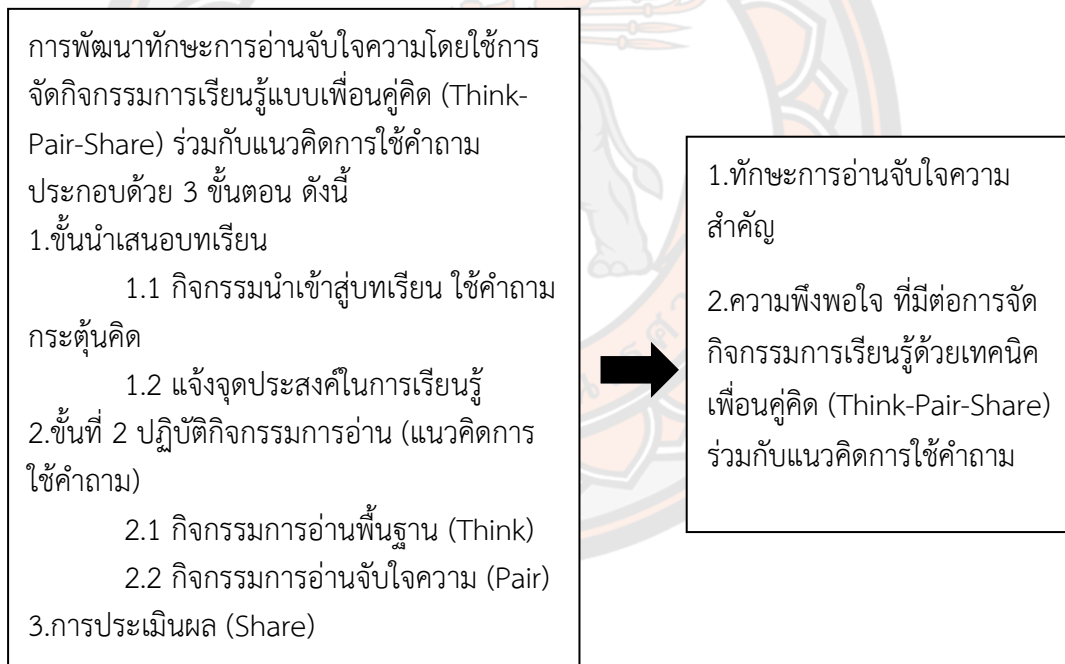 การพัฒนาทักษะการอ่านจับใจความโดยใช้การ
จัดกิจกรรมการเรียนรู้แบบเพื่อนคู่คิด (Think-
Pair-Share) ร่วมกับแนวคิดการใช้คำถาม
ประกอบด้วย 3 ขั้นตอน ดังนี้
1.ขั้นนำเสนอบทเรียน
1.1 กิจกรรมนำเข้าสู่บทเรียน ใช้คำถาม
กระตุ้นคิด
1.2 แจ้งจุดประสงค์ในการเรียนรู้
2.ขั้นที่ 2 ปฏิบัติกิจกรรมการอ่าน (แนวคิดการ
ใช้คำถาม)
2.1 กิจกรรมการอ่านพื้นฐาน (Think)
2.2 กิจกรรมการอ่านจับใจความ (Pair)
3.การประเมินผล (Share)
1.ทักษะการอ่านจับใจความ
สำคัญ
2.ความพึงพอใจ ที่มีต่อการจัด
กิจกรรมการเรียนรู้ด้วยเทคนิค
เพื่อนคู่คิด (Think-Pair-Share)
ร่วมกับแนวคิดการใช้คำถาม